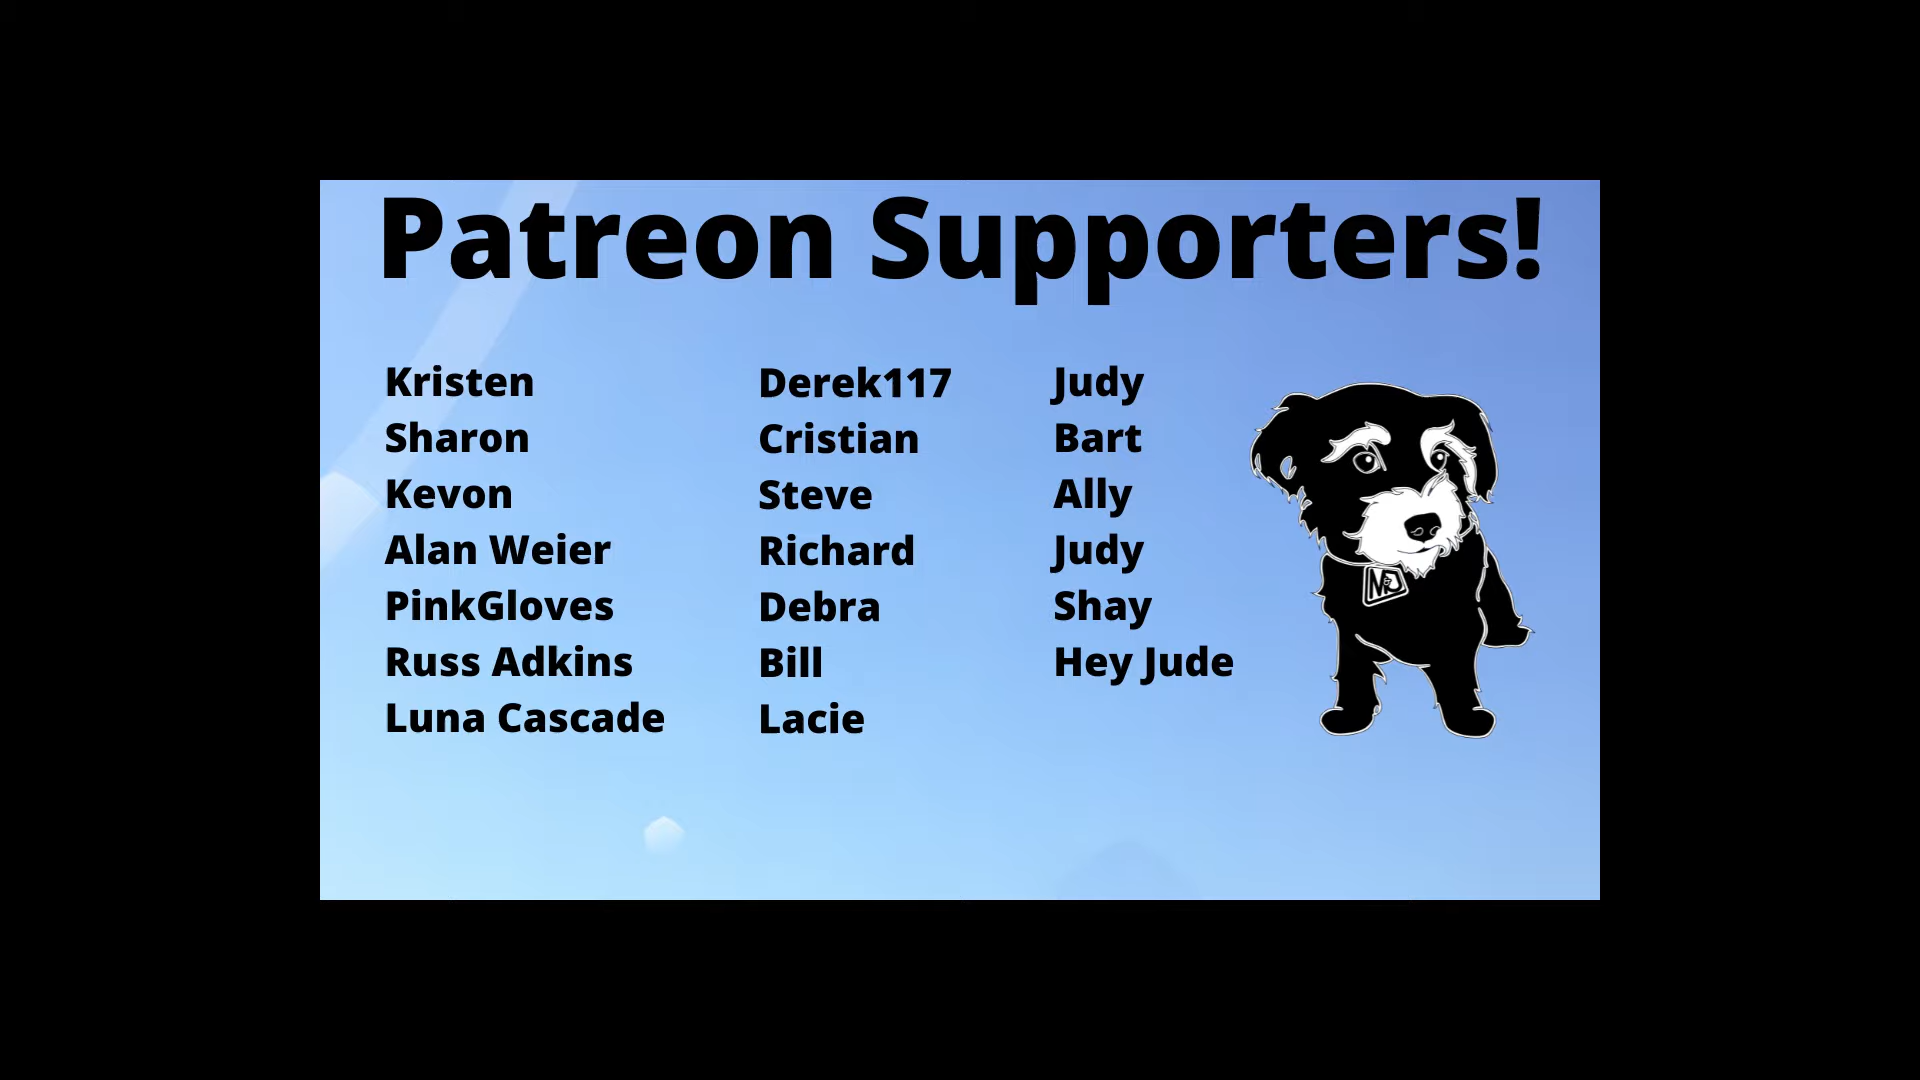 Patreon Supporters!
Kristen
Sharon
Kevon
Alan Weier
PinkGloves
Russ Adkins
Luna Cascade
Derek117
Cristian
Steve
Richard
Debra
Bill
Lacie
Judy
Bart
Ally
Judy
Shay
Hey Jude